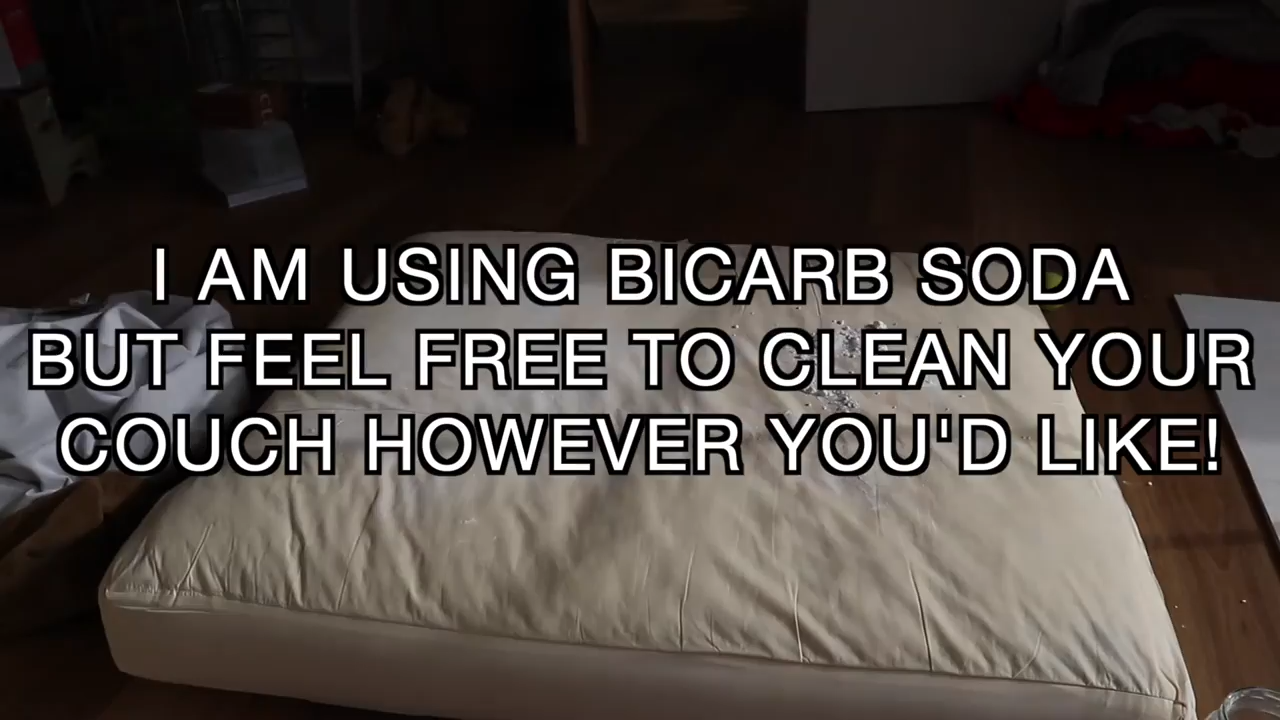 I AM USING BICARB SODA
BUT FEEL FREE TO CLEAN YOUR
COUCH HOWEVER YOU'D LIKE!